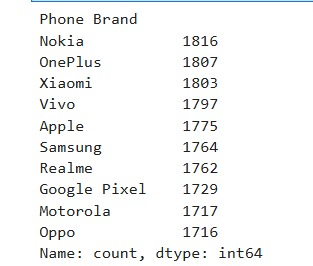 Phone Brand
Nokia 1816
OnePlus 1807
Xiaomi 1803
Vivo 1797
Apple 1775
Samsung 1764
Realme 1762
Google Pixel 1729
Motorola 1717
Oppo 1716
Name: count, dtype: int64